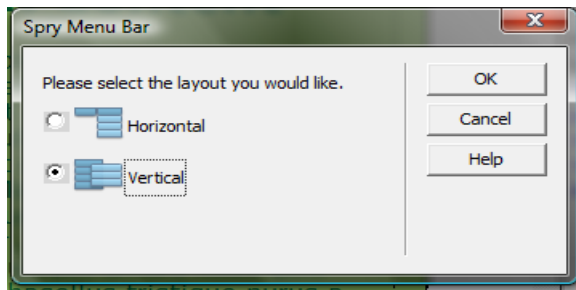 Spry Menu Bar
Please select the layout you would like.
Horizontal
Vertical
OK
Cancel
Help